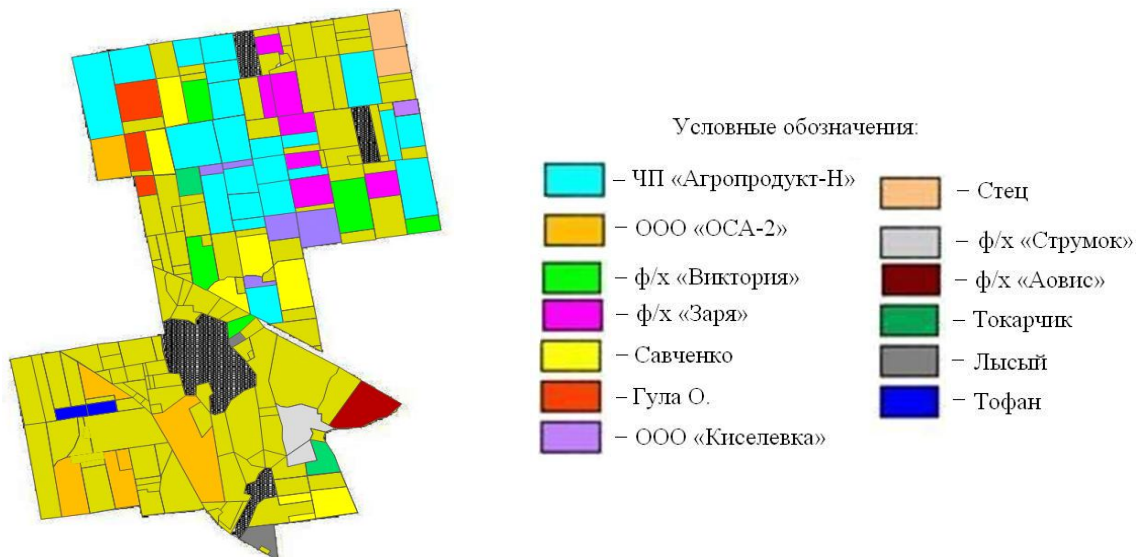 Условные обозначения:
– ЧП «Агропродукт-Н»
– ООО «ОСА-2»
– ф/х «Виктория»
– ф/х «Заря»
– Савченко
– Гула О.
– ООО «Киселевка»
– Стец
– ф/х «Струмок»
– ф/х «Аовис»
– Токарчик
– Лысый
– Тофан